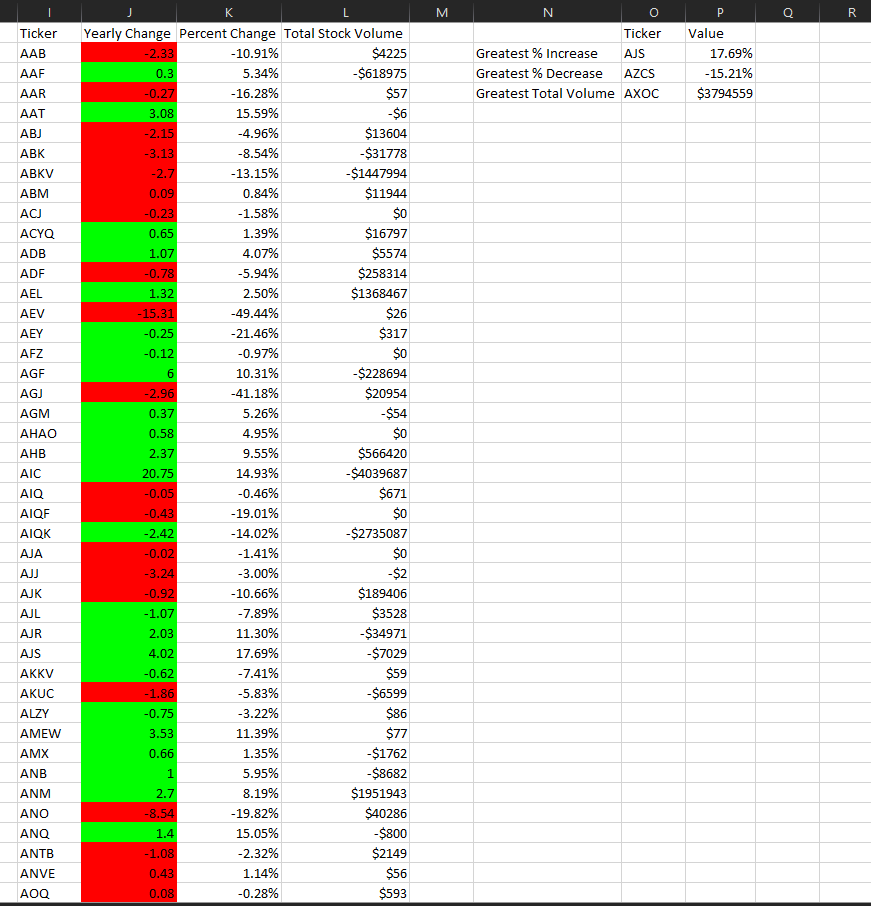 I J K L M N O P Q R
Ticker Yearly Change Percent Change Total Stock Volume Ticker Value
AAB -2.33 -10.91% $4225 Greatest % Increase AJS 17.69%
AAF 0.3 5.34% -$618975 Greatest % Decrease AZCS -15.21%
AAR -0.27 -16.28% $57 Greatest Total Volume AXOC $3794559
AAT 3.08 15.59% -$6
ABJ -2.15 -4.96% $13604
ABK -3.13 -8.54% -$31778
ABKV -2.7 -13.15% -$1447994
ABM 0.09 0.84% $11944
ACJ -0.23 -1.58% $0
ACYQ 0.65 1.39% $16797
ADB 1.07 4.07% $5574
ADF -0.78 -5.94% $258314
AEL 1.32 2.50% $1368467
AEV -15.31 -49.44% $26
AEY -0.25 -21.46% $317
AFZ -0.12 -0.97% $0
AGF 6 10.31% -$228694
AGJ -2.96 -41.18% $20954
AGM 0.37 5.26% -$54
AHAO 0.58 4.95% $0
AHB 2.37 9.55% $566420
AIC 20.75 14.93% -$4039687
AIQ -0.05 -0.46% $671
AIQF -0.43 -19.01% $0
AIQK -2.42 -14.02% -$2735087
AJA -0.02 -1.41% $0
AJJ -3.24 -3.00% -$2
AJK -0.92 -10.66% $189406
AJL -1.07 -7.89% $3528
AJR 2.03 11.30% -$34971
AJS 4.02 17.69% -$7029
AKKV -0.62 -7.41% $59
AKUC -1.86 -5.83% -$6599
ALZY -0.75 -3.22% $86
AMEW 3.53 11.39% $77
AMX 0.66 1.35% -$1762
ANB 1 5.95% -$8682
ANM 2.7 8.19% $1951943
ANO -8.54 -19.82% $40286
ANQ 1.4 15.05% -$800
ANTB -1.08 -2.32% $2149
ANVE 0.43 1.14% $56
AOQ 0.08 -0.28% $593